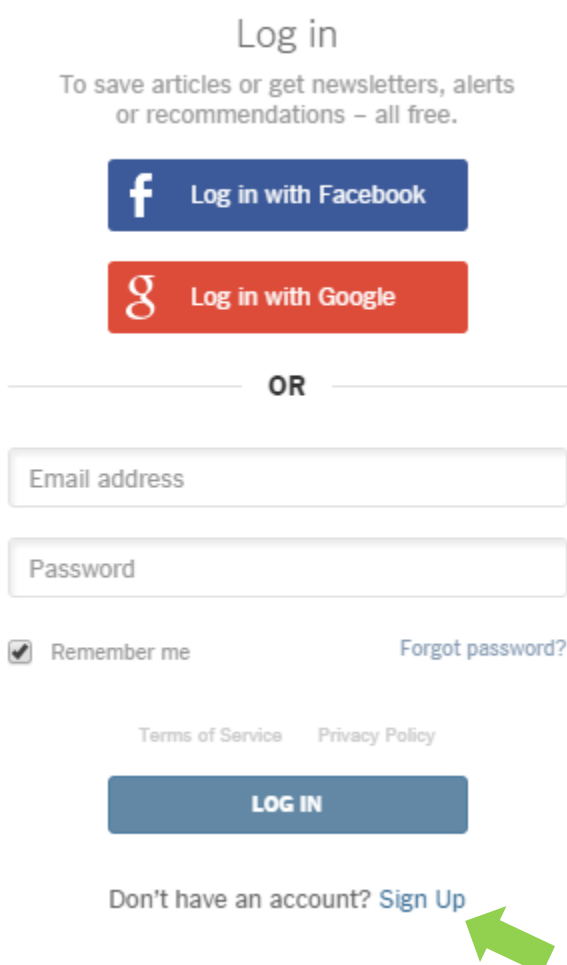 Log in
To save articles or get newsletters, alerts
or recommendations – all free.
f Log in with Facebook
g Log in with Google
OR
Email address
Password
Remember me Forgot password?
Terms of Service Privacy Policy
LOG IN
Don't have an account? Sign Up